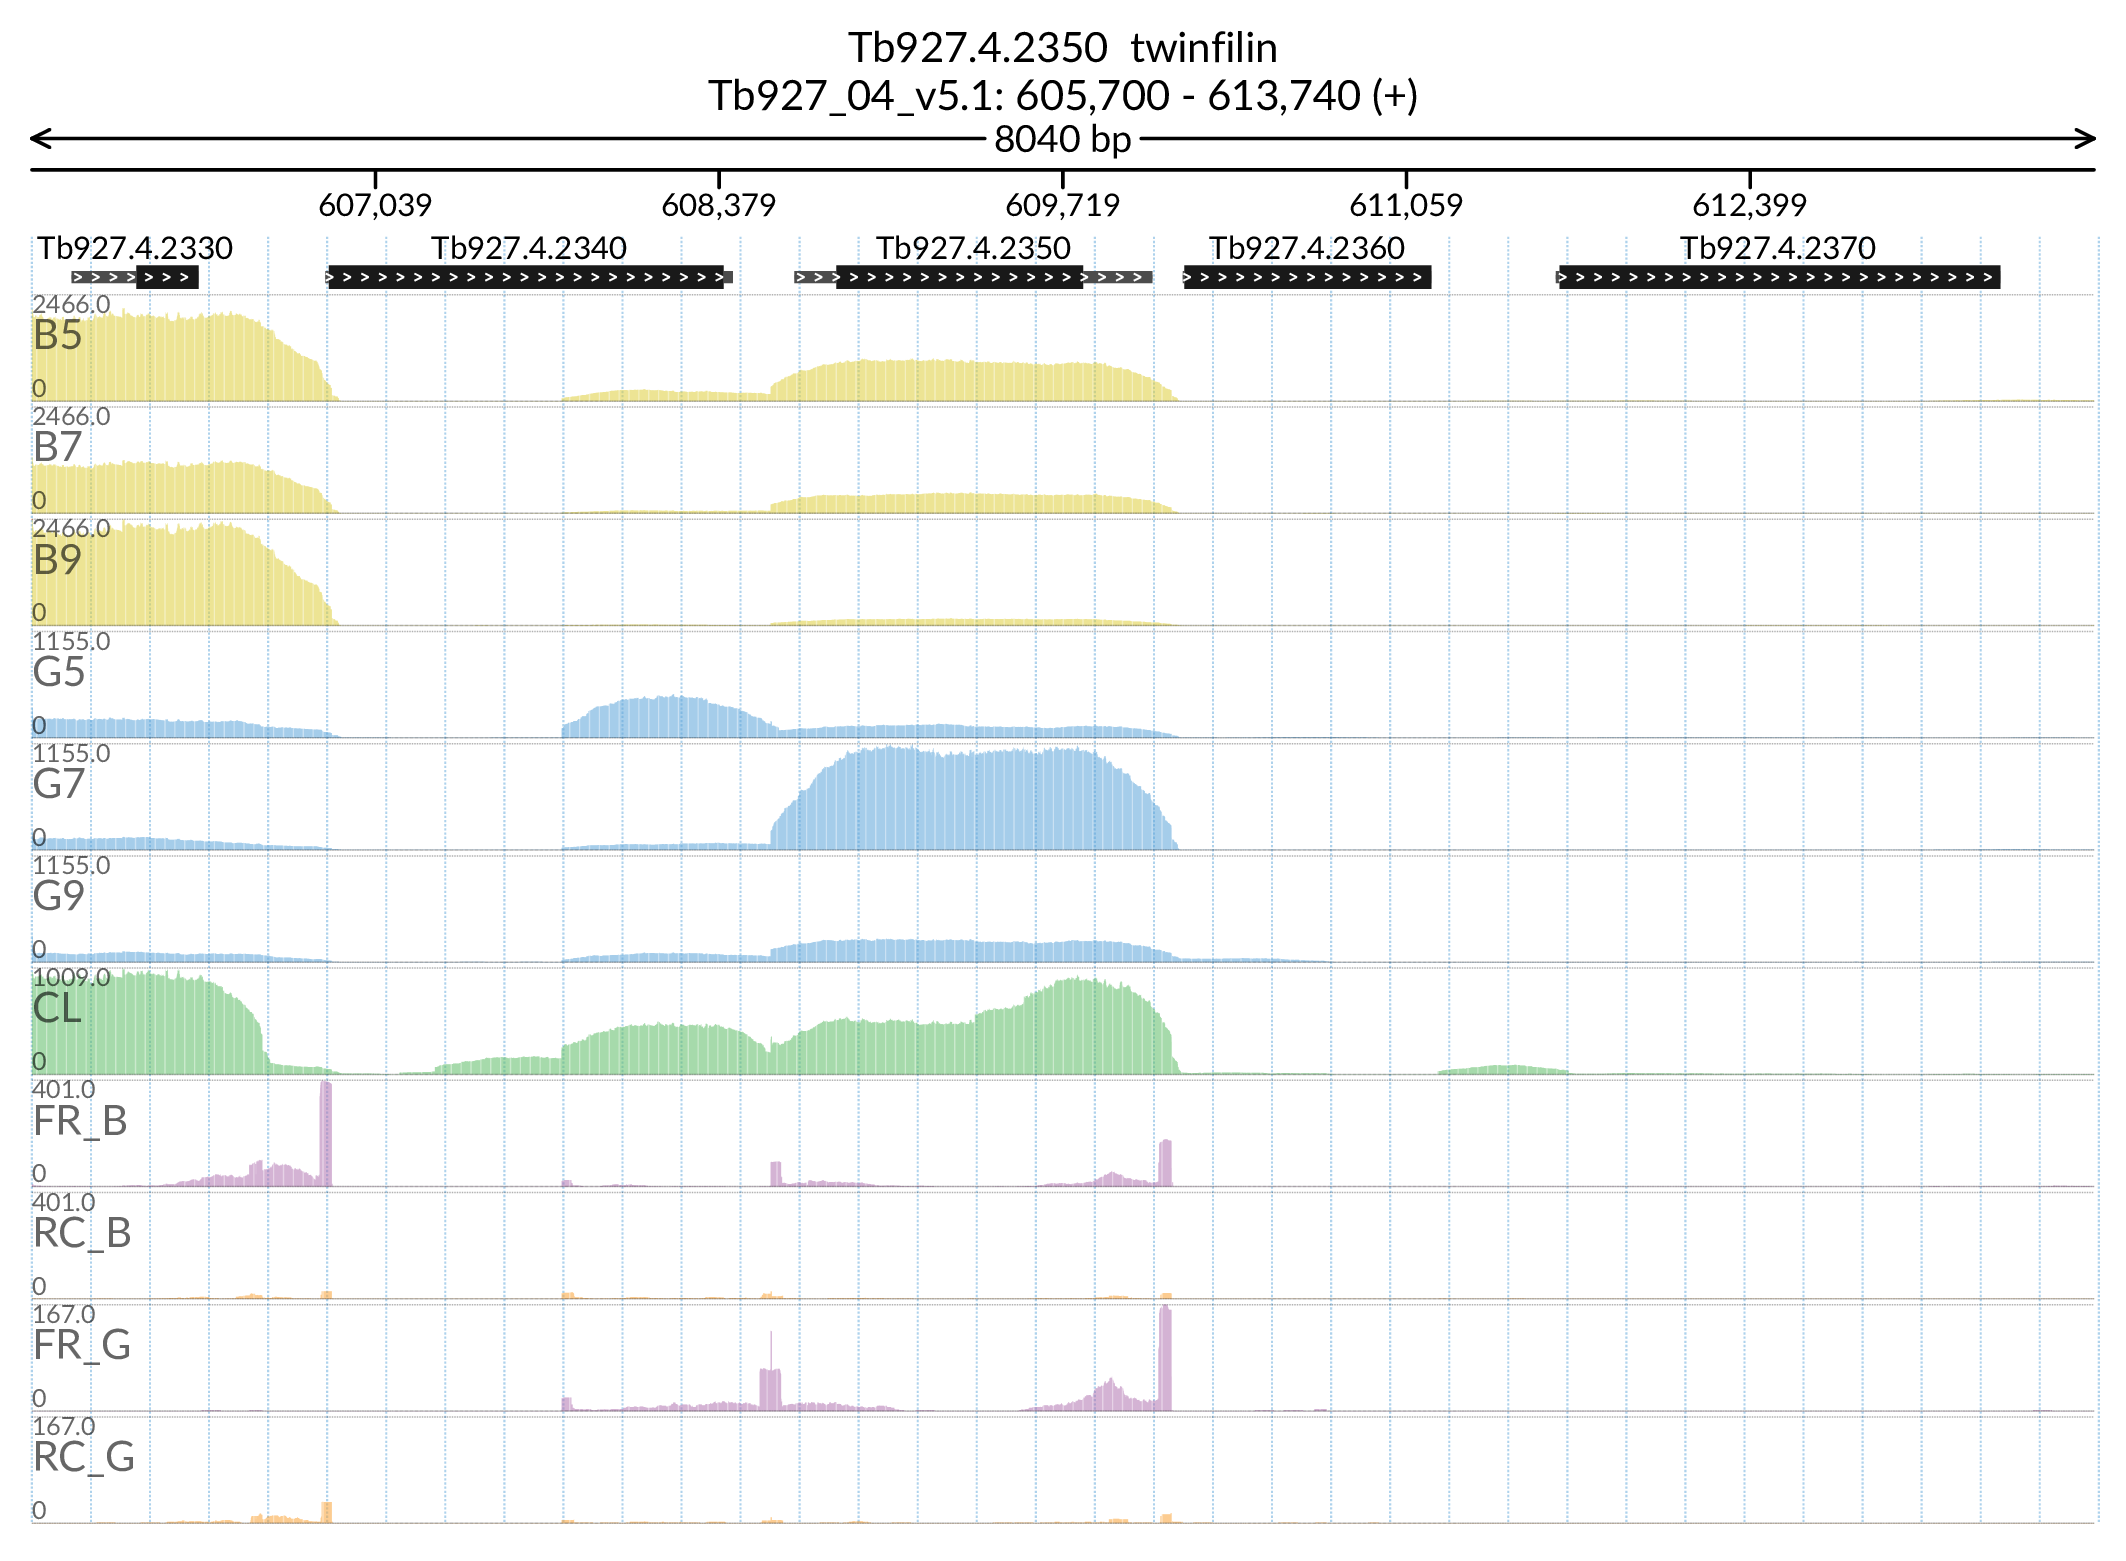 Tb927.4.2350 twinfilin
Tb927_04_v5.1: 605,700 - 613,740 (+)
8040 bp
607,039 608,379 609,719 611,059 612,399
Tb927.4.2330 Tb927.4.2340 Tb927.4.2350 Tb927.4.2360 Tb927.4.2370
2466.0
B5
0
2466.0
B7
0
2466.0
B9
0
1155.0
G5
0
1155.0
G7
0
1155.0
G9
0
1009.0
CL
0
401.0
FR_B
0
401.0
RC_B
0
167.0
FR_G
0
167.0
RC_G
0